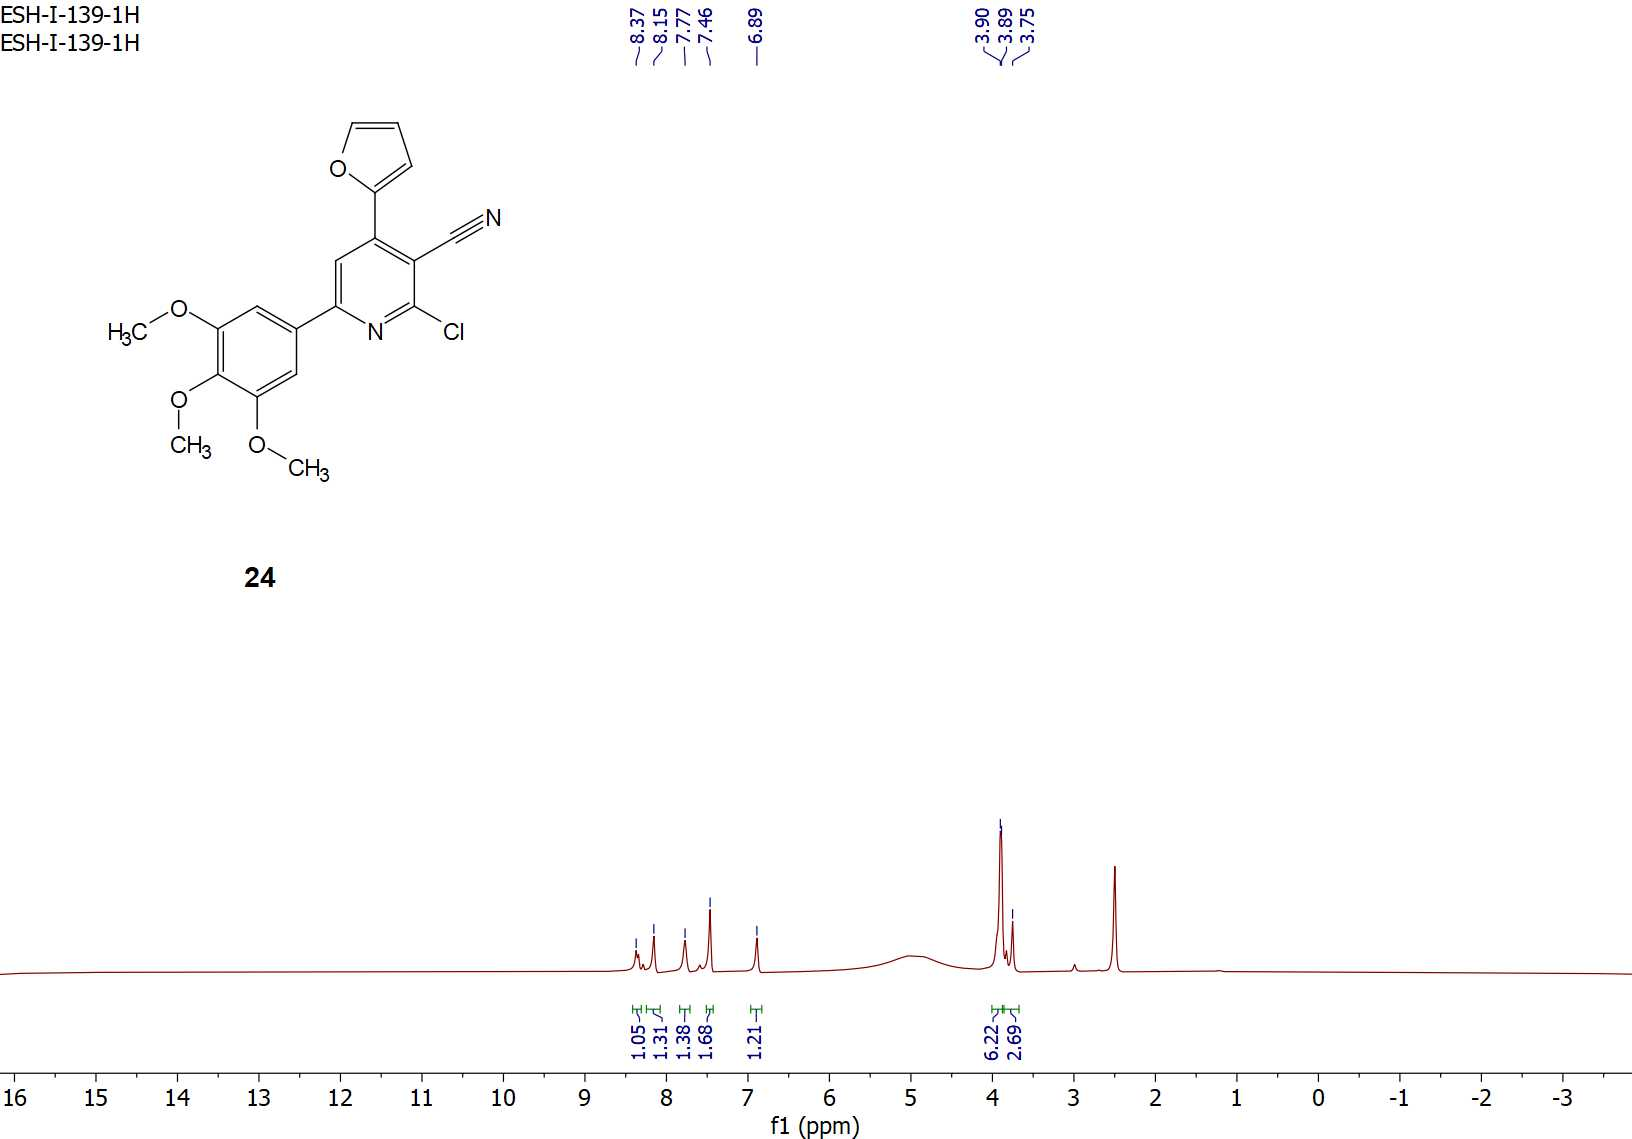 ESH-I-139-1H
ESH-I-139-1H
8.37
8.15
7.77
7.46
6.89
3.90
3.89
3.75
O
N
O
H3C
N
Cl
O
O
CH3
CH3
24
1.05
1.31
1.38
1.68
1.21
6.22
2.69
16 15 14 13 12 11 10 9 8 7 6 5 4 3 2 1 0 -1 -2 -3
f1 (ppm)